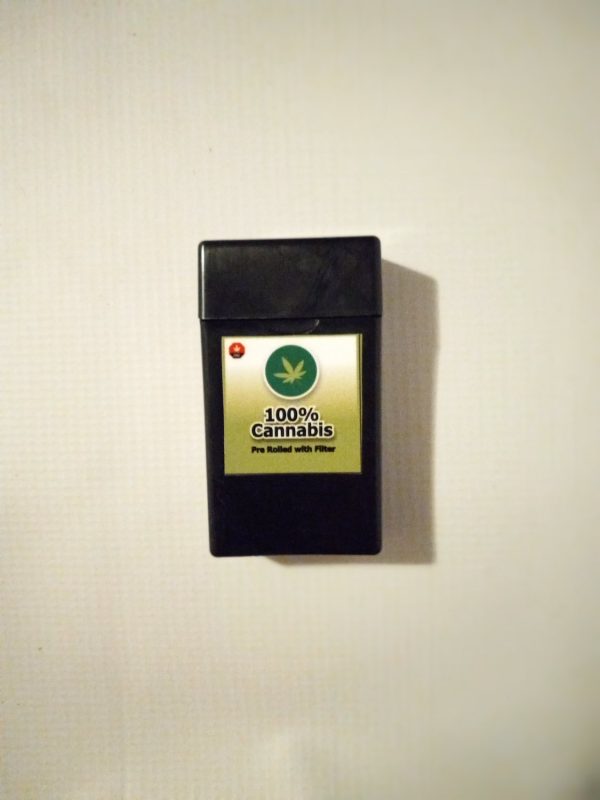 100%
Cannabis
Pre Rolled with Filter